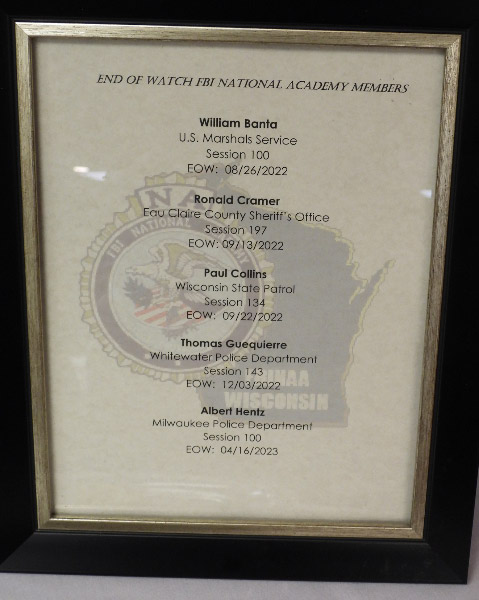 END OF WATCH FBI NATIONAL ACADEMY MEMBERS
William Banta
U.S. Marshals Service
Session 100
EOW: 08/26/2022
Ronald Cramer
Eau Claire County Sheriff's Office
Session 197
EOW: 09/13/2022
Paul Collins
Wisconsin State Patrol
Session 134
EOW: 09/22/2022
Thomas Guequierre
Whitewater Police Department
Session 143
EOW: 12/03/2022
Albert Hentz
Milwaukee Police Department
Session 100
EOW: 04/16/2023
FBI NATIONAL
WISCONSIN